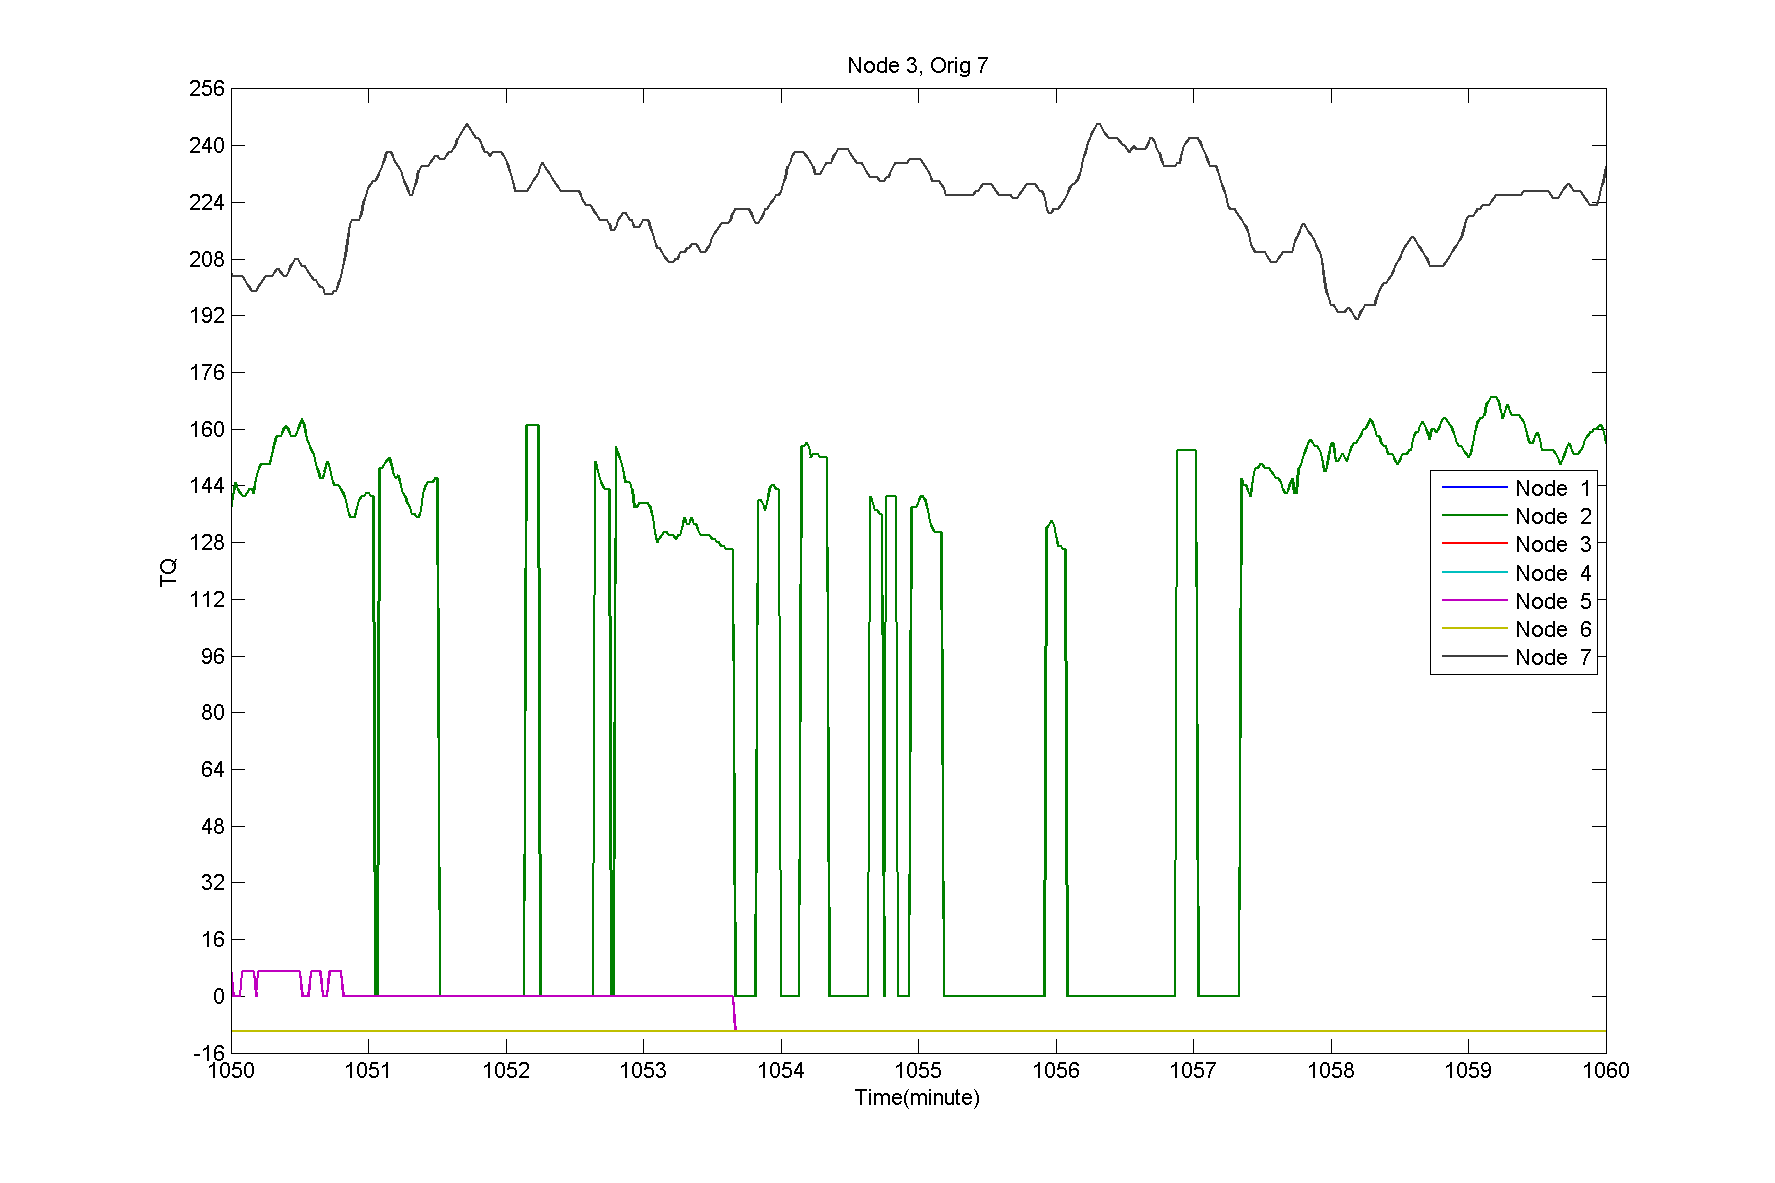 Node 3, Orig 7
256
240
224
208
192
176
160
144
128
112
96
80
64
48
32
16
0
-16
TQ
Node 1
Node 2
Node 3
Node 4
Node 5
Node 6
Node 7
1050 1051 1052 1053 1054 1055 1056 1057 1058 1059 1060
Time(minute)